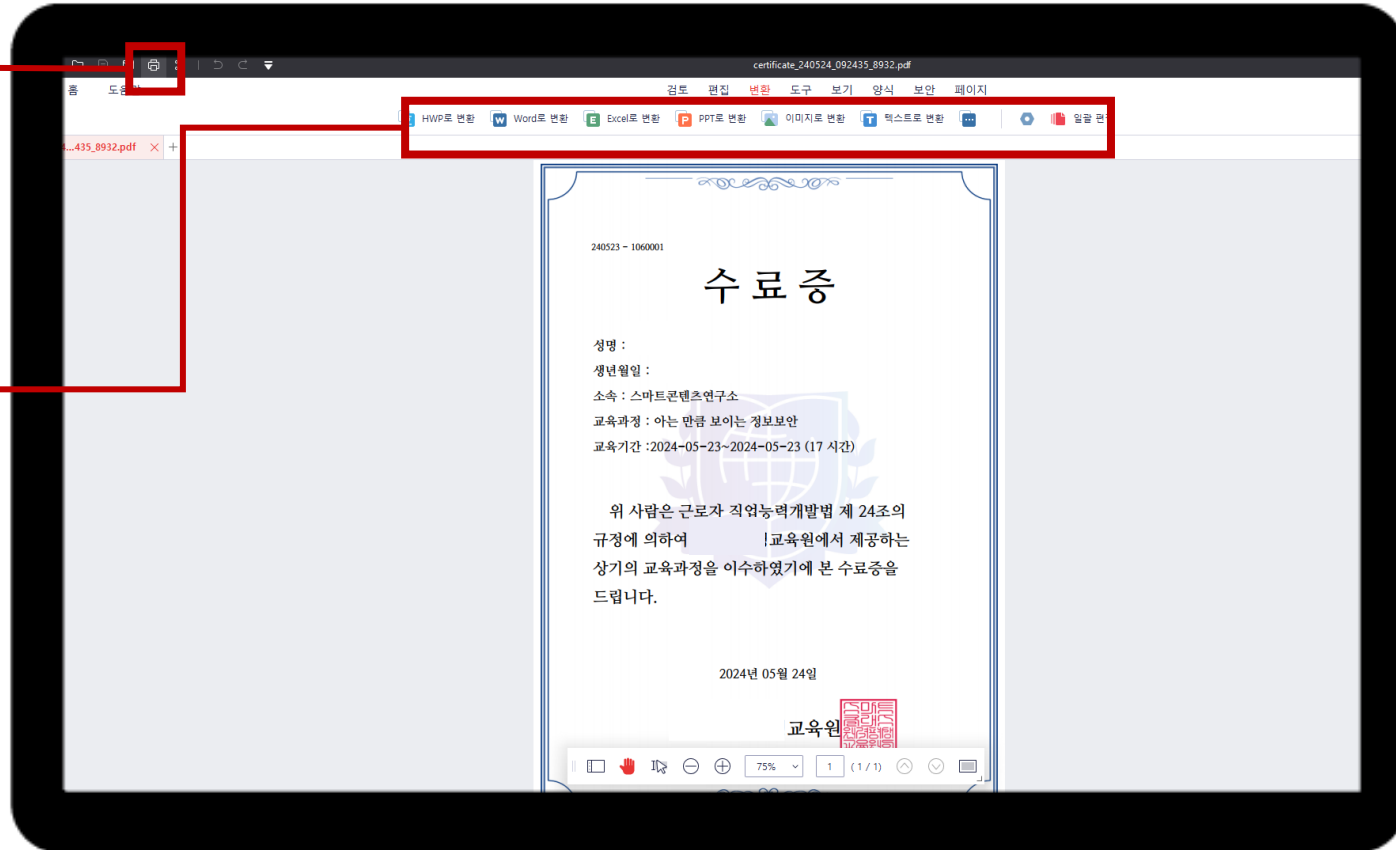 certificate_240524_092435_8932.pdf
홈
검토 편집 변환 도구 보기 양식 보안 페이지
HWP로 변환 Word로 변환 Excel로 변환 PPT로 변환 이미지로 변환 텍스트로 변환 일괄
4...435_8932.pdf
240523 - 1060001
수 료 증
성명 :
생년월일 :
소속 : 스마트콘텐츠연구소
교육과정 : 아는 만큼 보이는 정보보안
교육기간 :2024-05-23~2024-05-23 (17 시간)
위 사람은 근로자 직업능력개발법 제 24조의
규정에 의하여 교육원에서 제공하는
상기의 교육과정을 이수하였기에 본 수료증을
드립니다.
2024년 05월 24일
교육원
75% 1 (1 / 1)